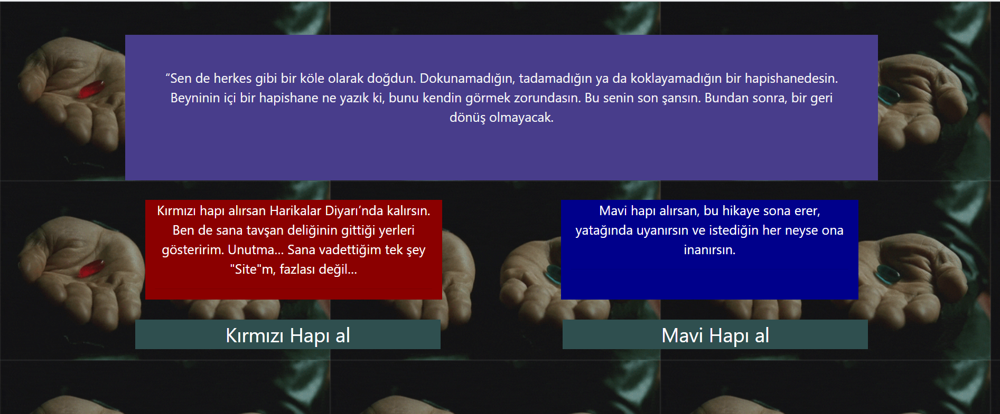 “Sen de herkes gibi bir köle olarak doğdun. Dokunamadığın, tadamadığın ya da koklayamadığın bir hapishanedesin.
Beyninin içi bir hapishane ne yazık ki, bunu kendin görmek zorundasın. Bu senin son şansın. Bundan sonra, bir geri
dönüş olmayacak.
Kırmızı hapı alırsan Harikalar Diyarı’nda kalırsın.
Ben de sana tavşan deliğinin gittiği yerleri
gösteririm. Unutma... Sana vadettiğim tek şey
"Site"m, fazlası değil...
Mavi hapı alırsan, bu hikaye sona erer,
yatağında uyanırsın ve istediğin her neyse ona
inanırsın.
Kırmızı Hapı al
Mavi Hapı al